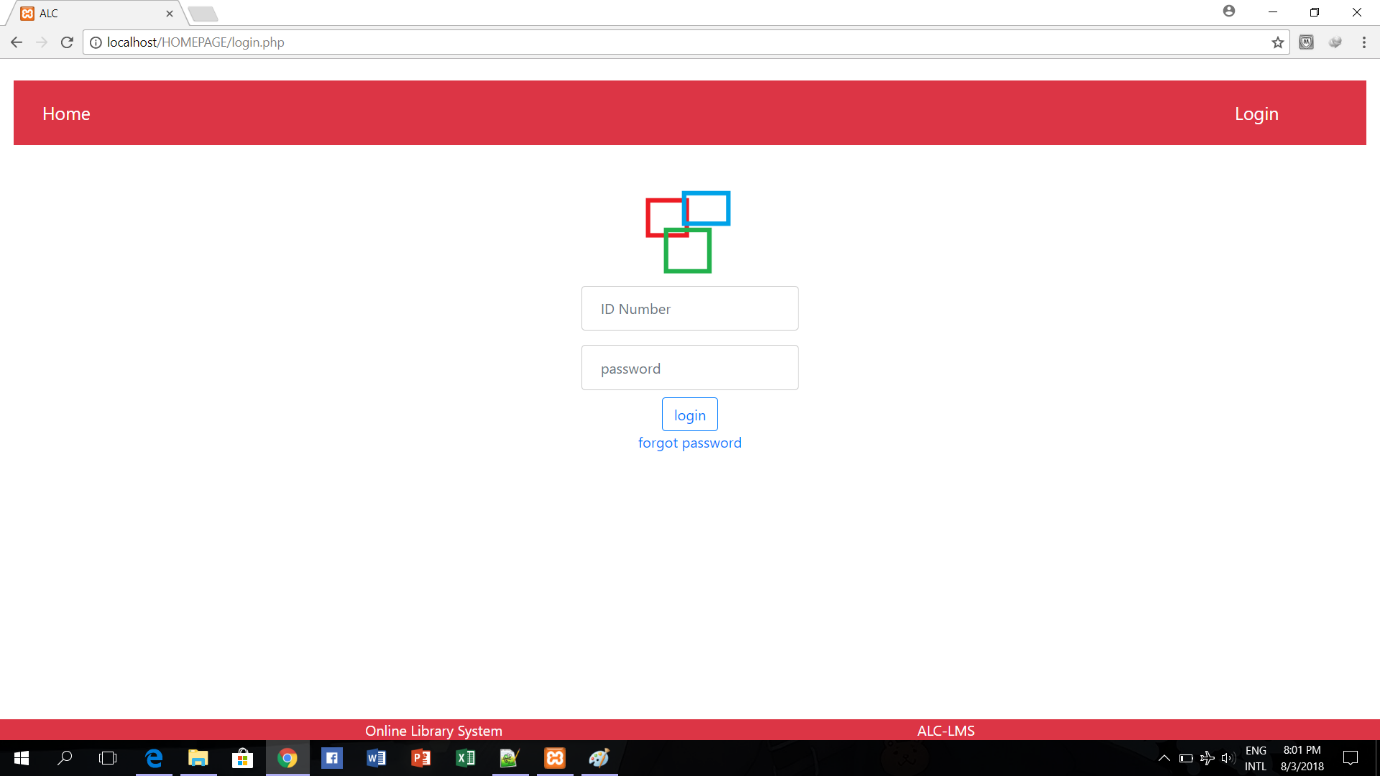 ALC
localhost/HOMEPAGE/login.php
Home
Login
ID Number
password
login
forgot password
Online Library System
ALC-LMS
ENG
INTL
8:01 PM
8/3/2018